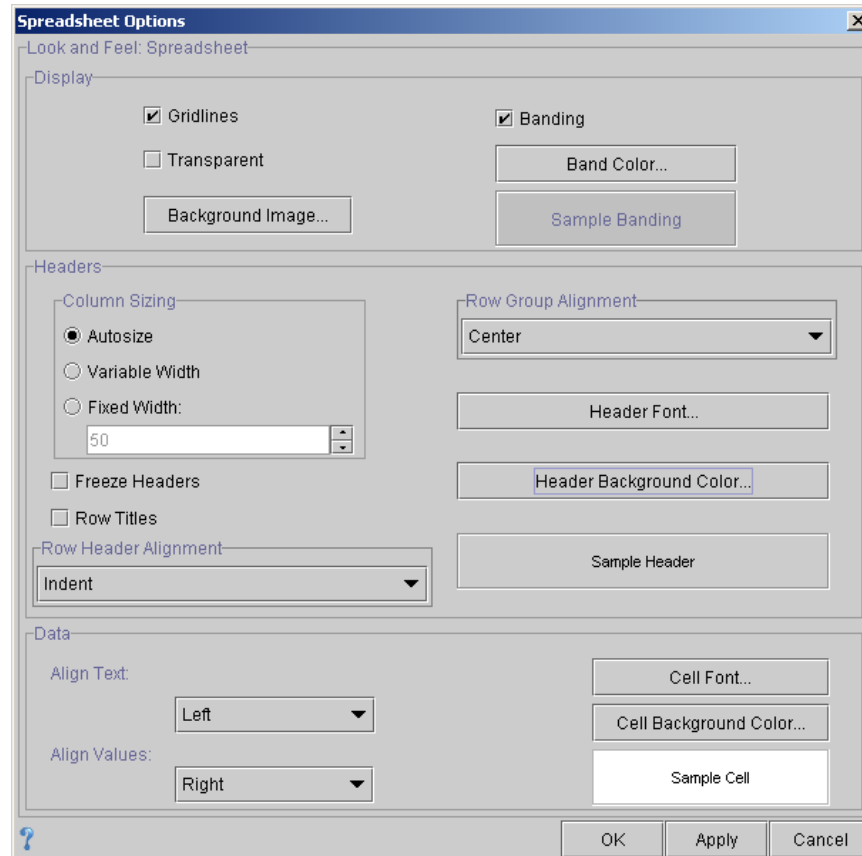 Spreadsheet Options
Look and Feel: Spreadsheet
Display
Gridlines
Banding
Transparent
Band Color...
Background Image...
Sample Banding
Headers
Column Sizing
Autosize
Variable Width
Fixed Width:
50
Row Group Alignment
Center
Header Font...
Freeze Headers
Header Background Color...
Row Titles
Row Header Alignment
Indent
Sample Header
Data
Align Text:
Left
Align Values:
Right
Cell Font...
Cell Background Color...
Sample Cell
?
OK
Apply
Cancel